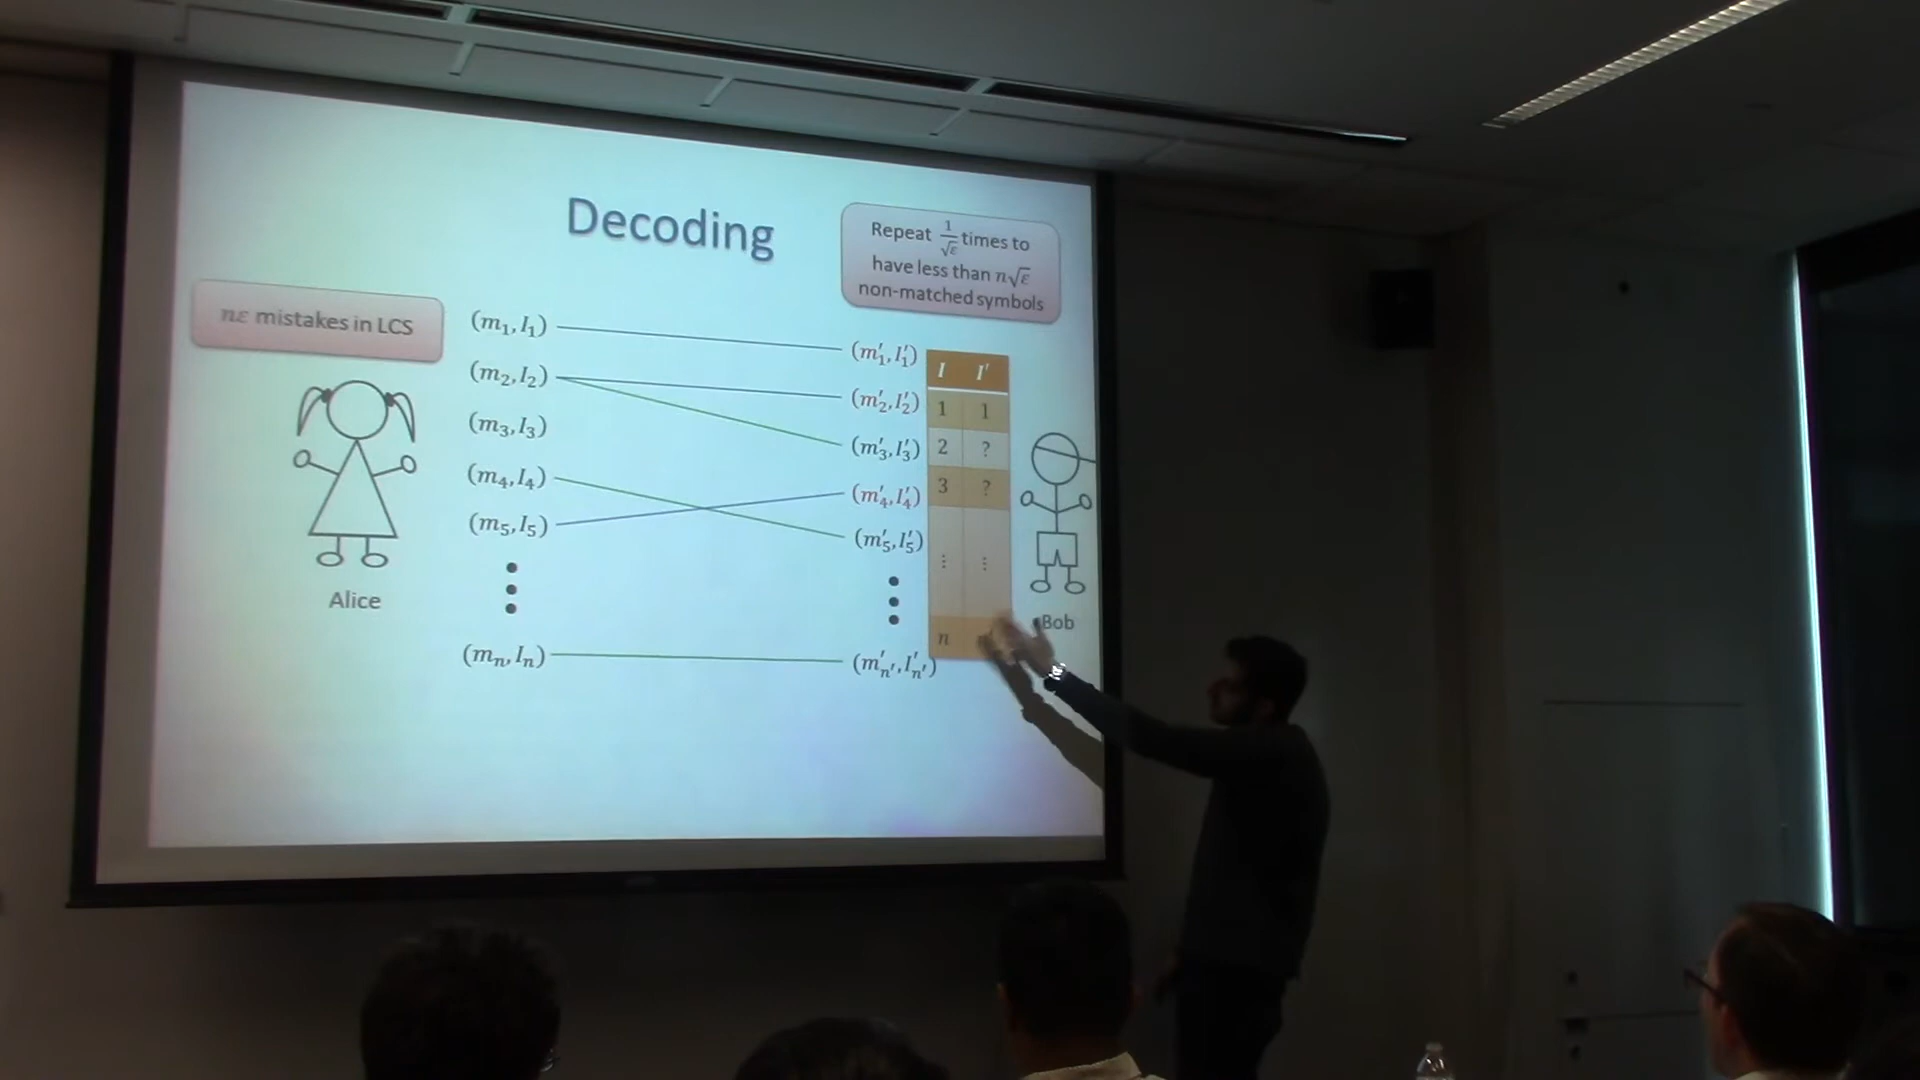 Decoding
Repeat 1/√ε times to
have less than n√ε
non-matched symbols
nε mistakes in LCS
(m₁, I₁)
(m₂, I₂)
(m₃, I₃)
(m₄, I₄)
(m₅, I₅)
⋮
(mₙ, Iₙ)
(m′₁, I′₁)
(m′₂, I′₂)
(m′₃, I′₃)
(m′₄, I′₄)
(m′₅, I′₅)
⋮
(m′ₙ′, I′ₙ′)
I I′
1 1
2 ?
3 ?
⋮ ⋮
n
Alice
Bob